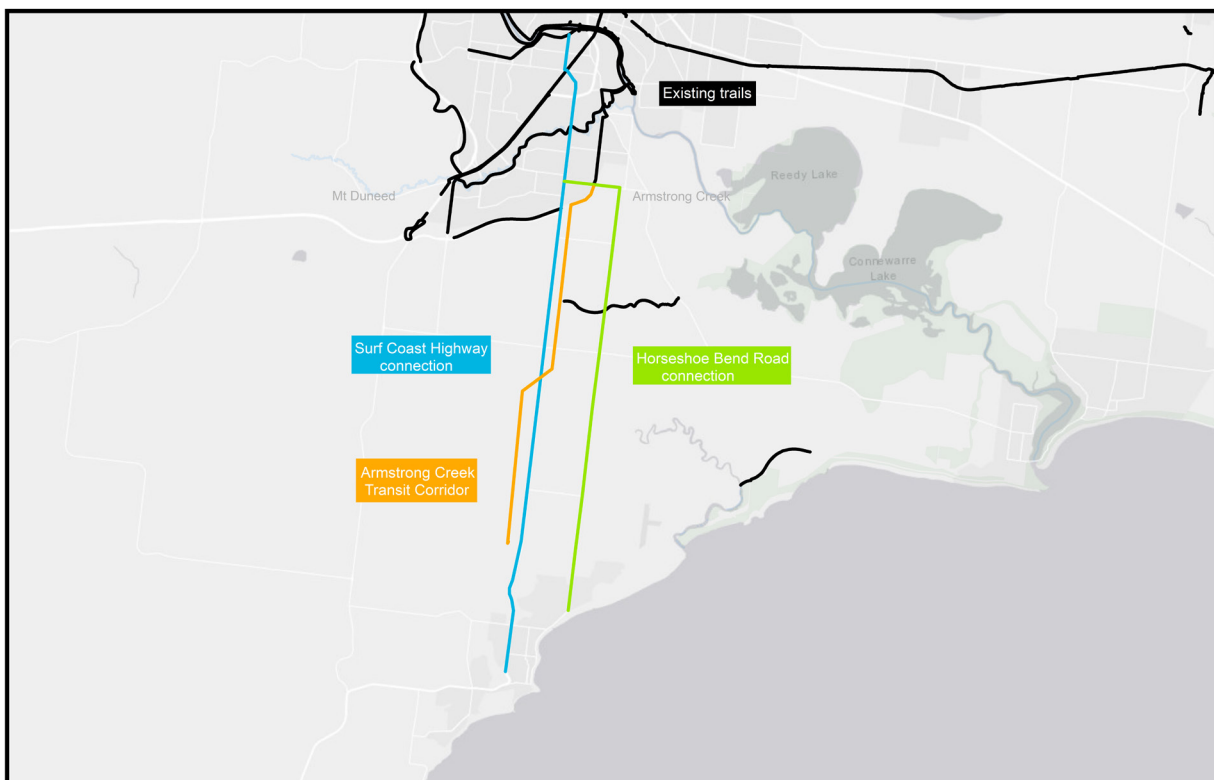 Existing trails
Reedy Lake
Mt Duneed
Armstrong Creek
Connewarre
Lake
Surf Coast Highway
connection
Horseshoe Bend Road
connection
Armstrong Creek
Transit Corridor